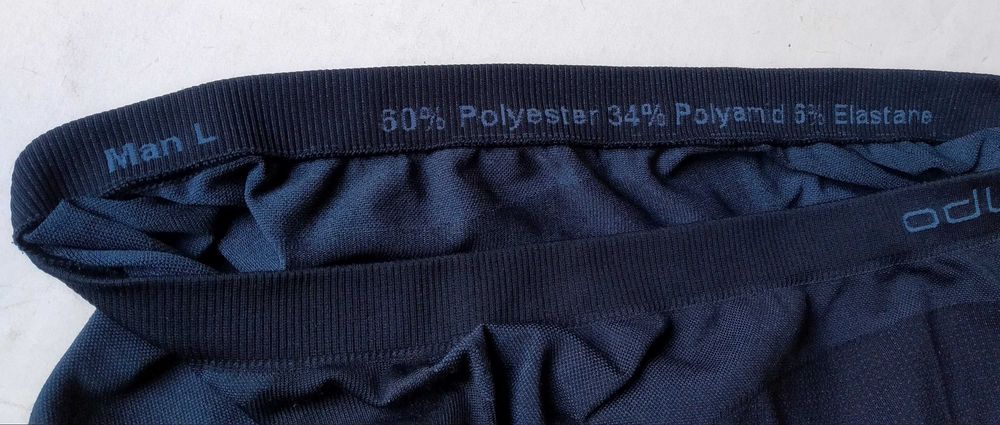 Man L 60% Polyester 34% Polyamid 6% Elastane